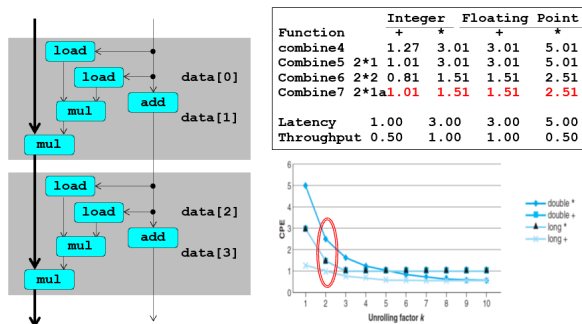 load
load
data[0]
add
mul
data[1]
mul
load
data[2]
load
add
mul
data[3]
mul
Integer Floating Point
Function + * + *
combine4 1.27 3.01 3.01 5.01
Combine5 2*1 1.01 3.01 3.01 5.01
Combine6 2*2 0.81 1.51 1.51 2.51
Combine7 2*1a 1.01 1.51 1.51 2.51
Latency 1.00 3.00 3.00 5.00
Throughput 0.50 1.00 1.00 0.50
6
5
4
3
2
1
0
CPE
1 2 3 4 5 6 7 8 9 10
Unrolling factor k
double *
double +
long *
long +